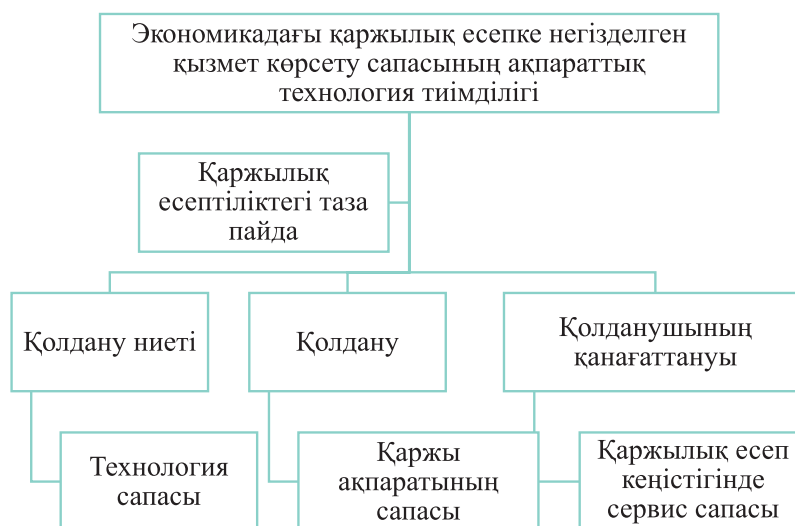 Экономикадағы қаржылық есепке негізделген
қызмет көрсету сапасының ақпараттық
технология тиімділігі
Қаржылық
есептіліктегі таза
пайда
Қолдану ниеті
Қолдану
Қолданушының
қанағаттануы
Технология
сапасы
Қаржы
ақпаратының
сапасы
Қаржылық есеп
кеңістігінде
сервис сапасы